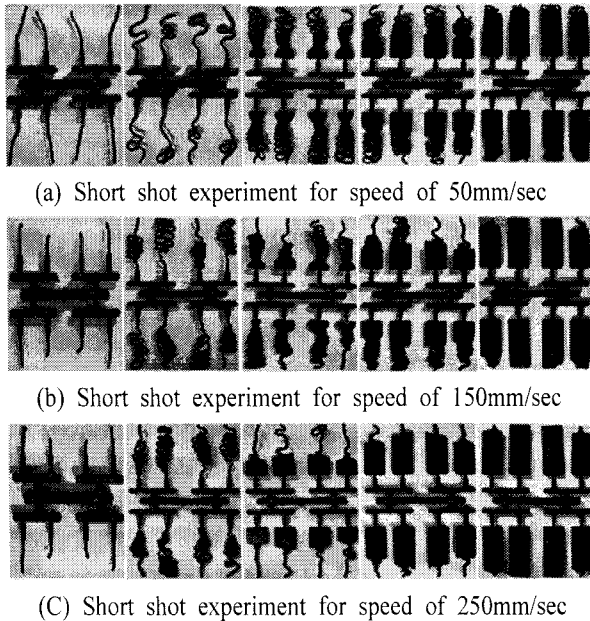 (a) Short shot experiment for speed of 50mm/sec
(b) Short shot experiment for speed of 150mm/sec
(C) Short shot experiment for speed of 250mm/sec